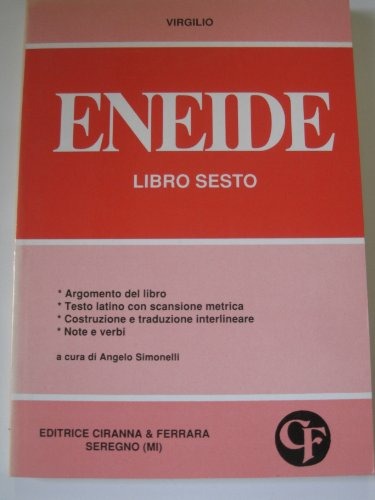 VIRGILIO
ENEIDE
LIBRO SESTO
* Argomento del libro
* Testo latino con scansione metrica
* Costruzione e traduzione interlineare
* Note e verbi
a cura di Angelo Simonelli
EDITRICE CIRANNA & FERRARA
SEREGNO (MI)
CF